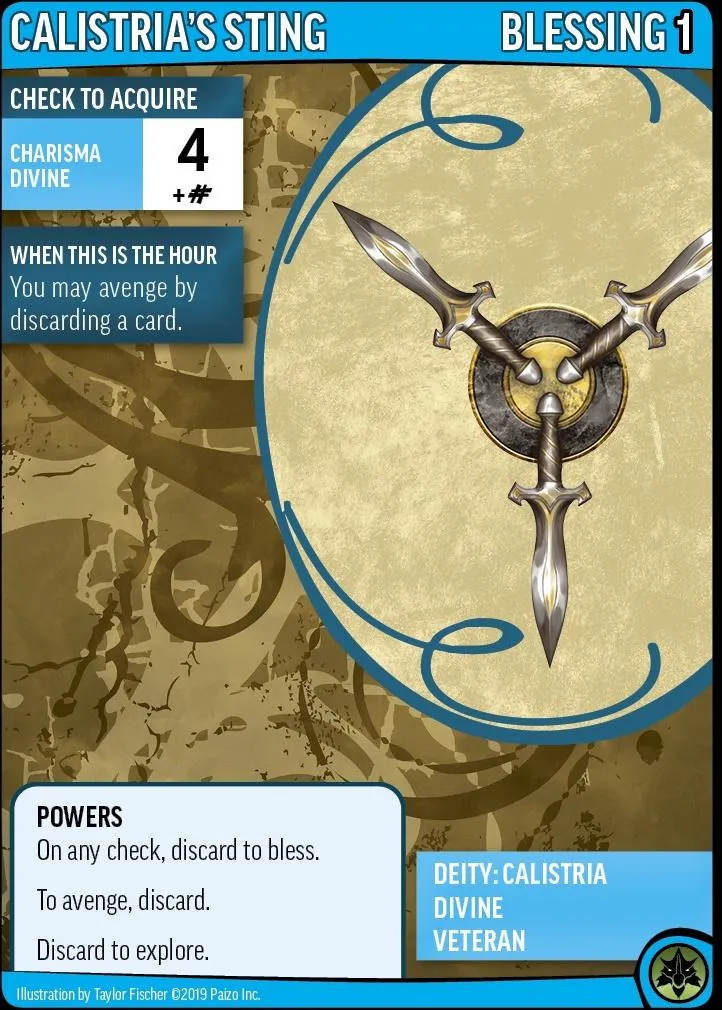 CALISTRIA'S STING BLESSING 1
CHECK TO ACQUIRE
CHARISMA
DIVINE
4
+#
WHEN THIS IS THE HOUR
You may avenge by
discarding a card.
POWERS
On any check, discard to bless.
To avenge, discard.
Discard to explore.
DEITY: CALISTRIA
DIVINE
VETERAN
Illustration by Taylor Fischer ©2019 Paizo Inc.